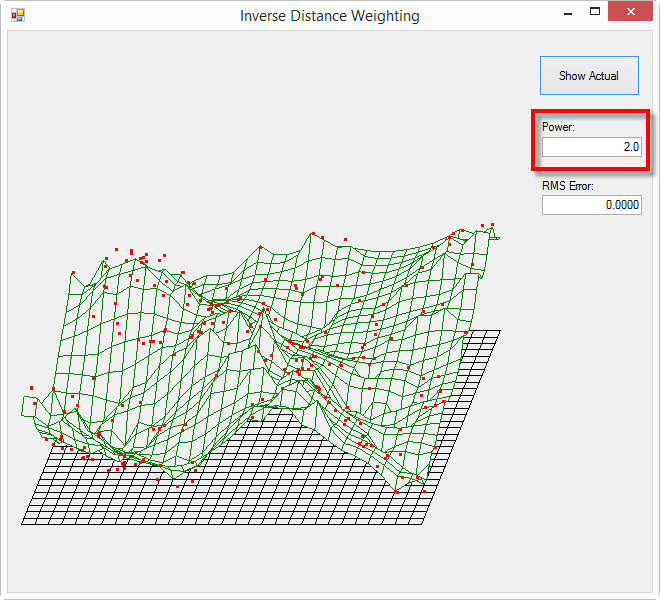 Inverse Distance Weighting
Show Actual
Power:
2.0
RMS Error:
0.0000